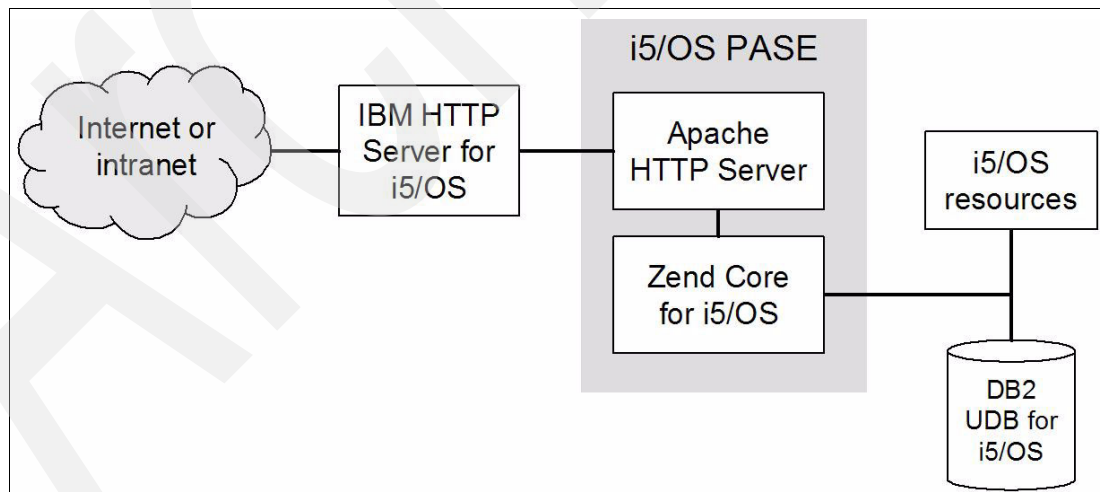 i5/OS PASE
Internet or
intranet
IBM HTTP
Server for
i5/OS
Apache
HTTP Server
i5/OS
resources
Zend Core
for i5/OS
DB2
UDB for
i5/OS